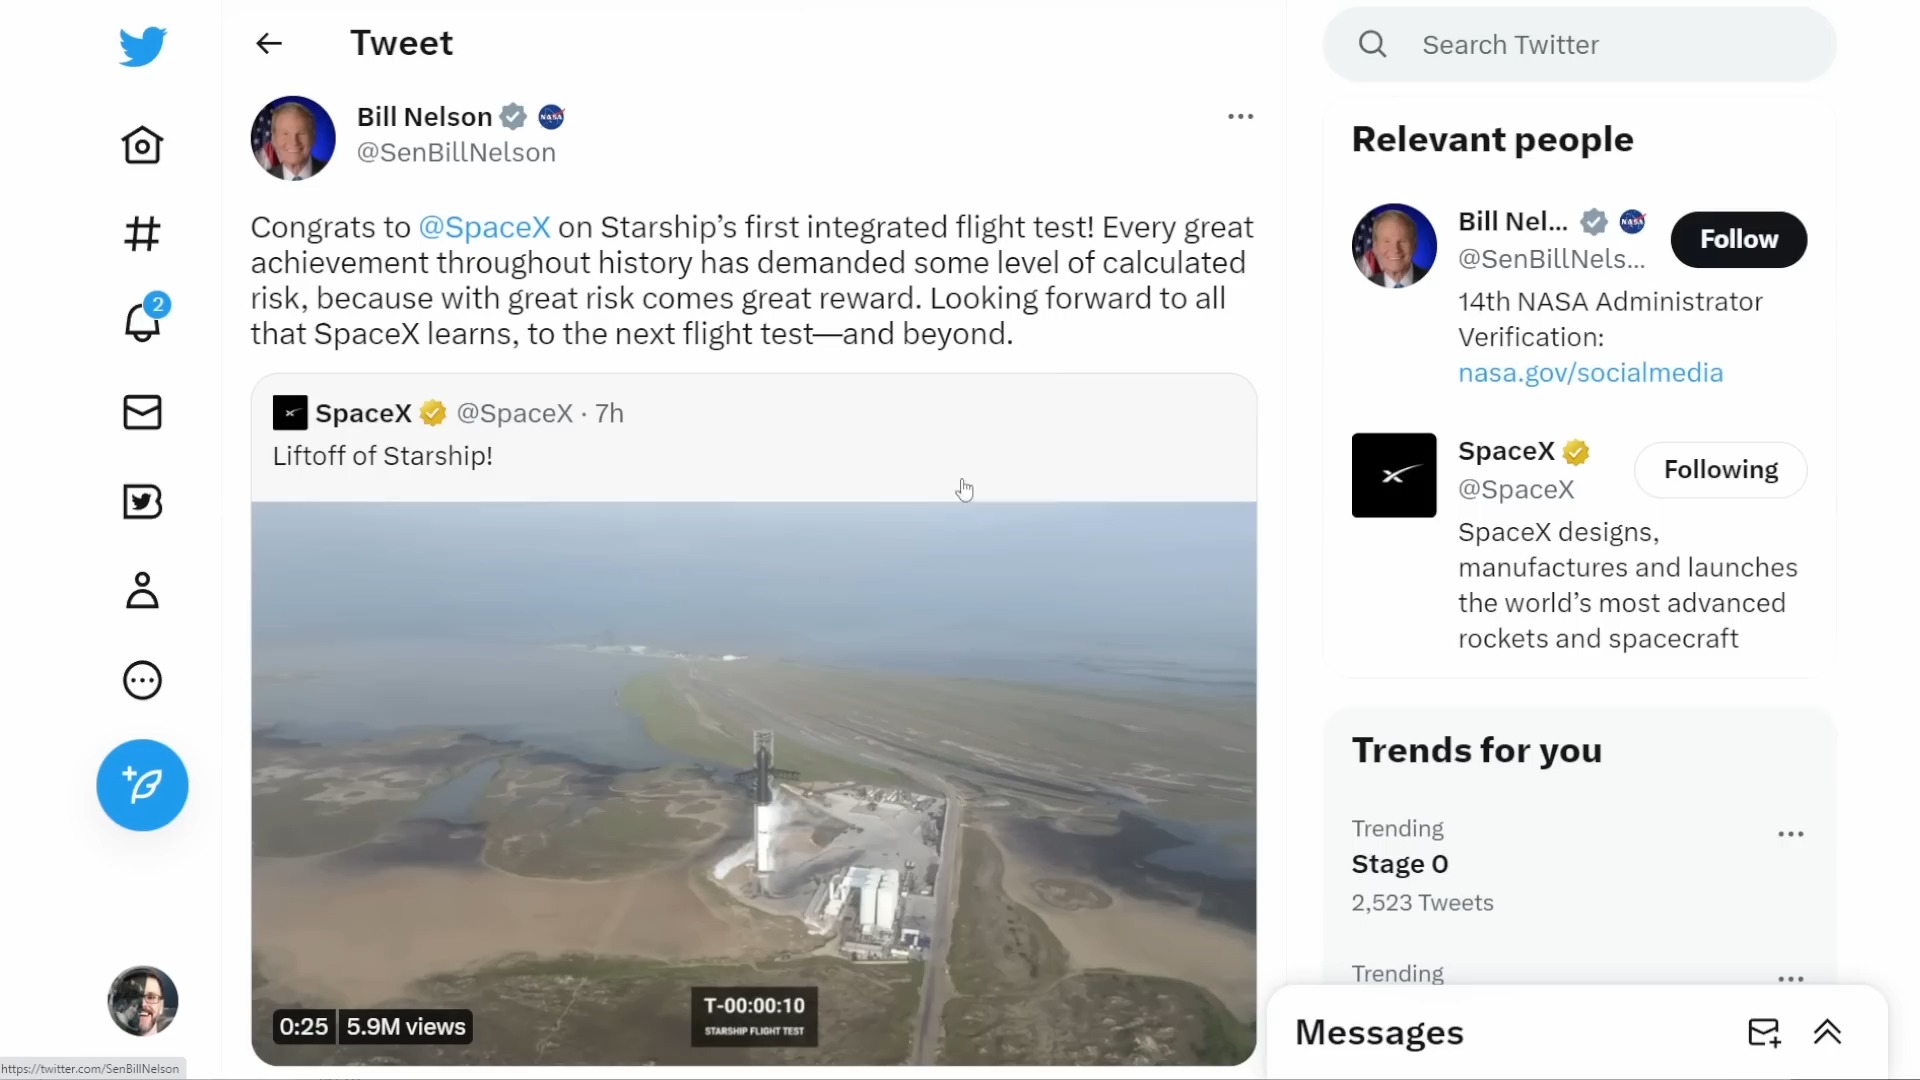 Tweet
Bill Nelson NASA
@SenBillNelson
Congrats to @SpaceX on Starship’s first integrated flight test! Every great
achievement throughout history has demanded some level of calculated
risk, because with great risk comes great reward. Looking forward to all
that SpaceX learns, to the next flight test—and beyond.
SpaceX @SpaceX · 7h
Liftoff of Starship!
T-00:00:10
STARSHIP FLIGHT TEST
0:25 5.9M views
2
Search Twitter
Relevant people
Bill Nel... NASA
@SenBillNels...
Follow
14th NASA Administrator
Verification:
nasa.gov/socialmedia
SpaceX
@SpaceX
Following
SpaceX designs,
manufactures and launches
the world’s most advanced
rockets and spacecraft
Trends for you
Trending
Stage 0
2,523 Tweets
Trending
Messages
https://twitter.com/SenBillNelson